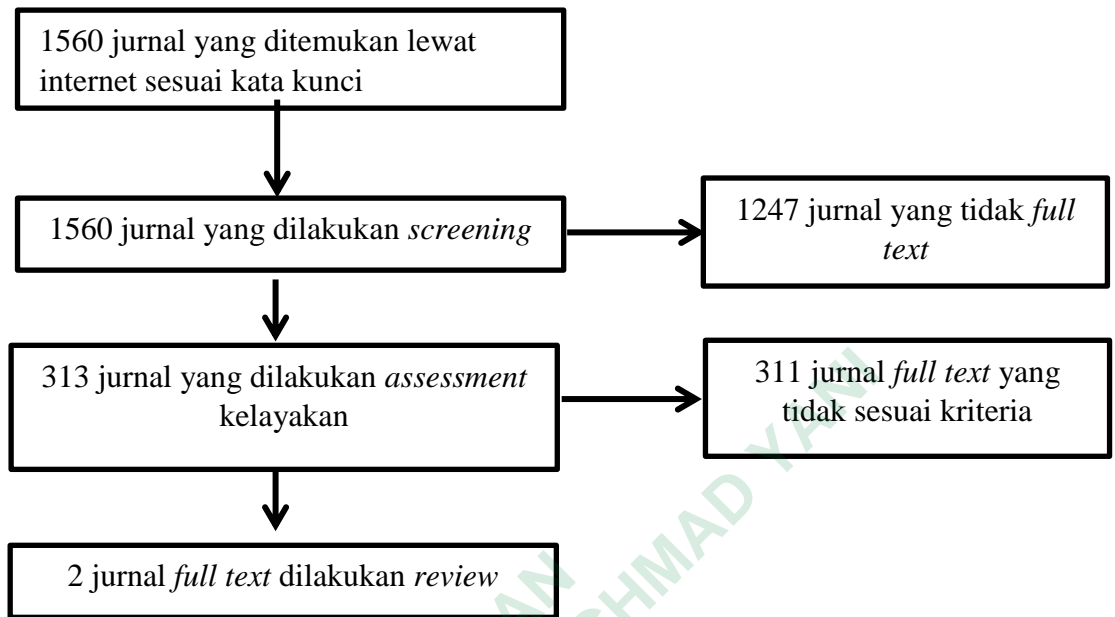 1560 jurnal yang ditemukan lewat
internet sesuai kata kunci
1560 jurnal yang dilakukan screening
1247 jurnal yang tidak full
text
313 jurnal yang dilakukan assessment
kelayakan
311 jurnal full text yang
tidak sesuai kriteria
2 jurnal full text dilakukan review